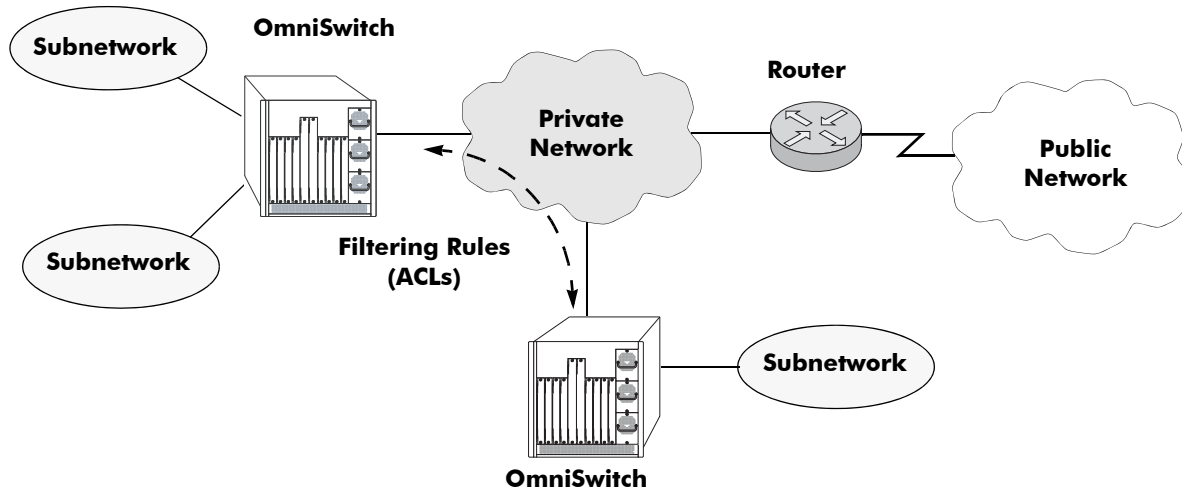 OmniSwitch
Subnetwork
Router
Private
Network
Public
Network
Filtering Rules
(ACLs)
Subnetwork
Subnetwork
OmniSwitch